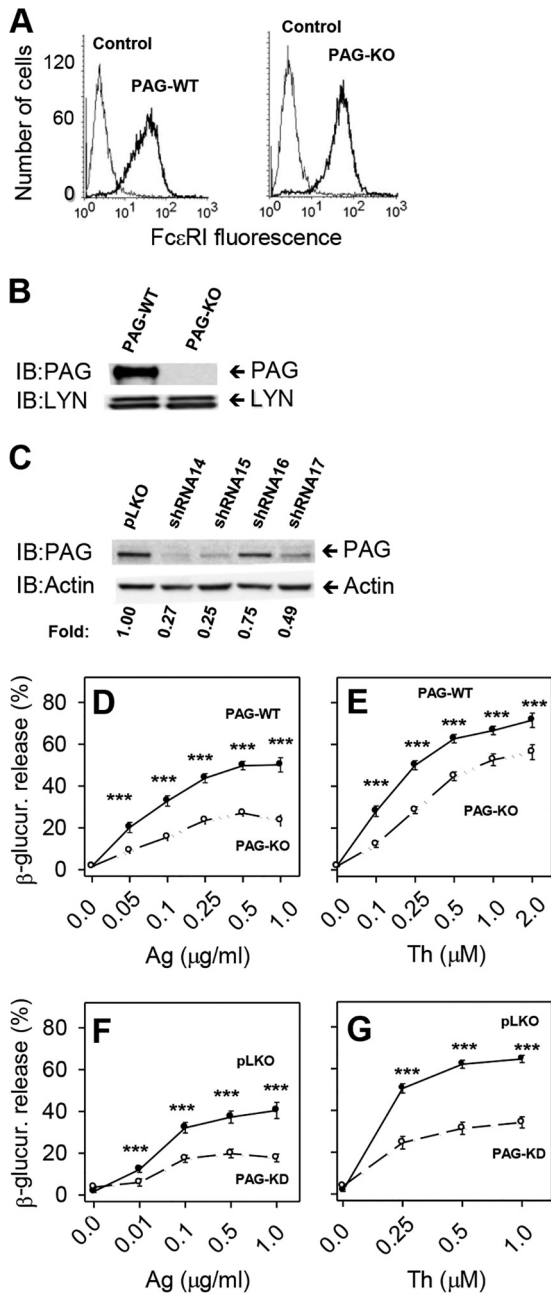 A
Control
PAG-WT
Control
PAG-KO
Number of cells
120
60
0
10⁰ 10¹ 10² 10³
10⁰ 10¹ 10² 10³
FcεRI fluorescence
B
PAG-WT PAG-KO
IB:PAG ← PAG
IB:LYN ← LYN
C
pLKO shRNA14 shRNA15 shRNA16 shRNA17
IB:PAG ← PAG
IB:Actin ← Actin
Fold: 1.00 0.27 0.25 0.75 0.49
D
PAG-WT
PAG-KO
*** *** *** *** ***
β-glucur. release (%)
80
60
40
20
0
0.0 0.05 0.1 0.25 0.5 1.0
Ag (μg/ml)
E
PAG-WT
PAG-KO
*** *** *** *** ***
0.0 0.1 0.25 0.5 1.0 2.0
Th (μM)
F
pLKO
PAG-KD
*** *** *** ***
β-glucur. release (%)
80
60
40
20
0
0.0 0.01 0.1 0.5 1.0
Ag (μg/ml)
G
pLKO
PAG-KD
*** *** ***
0.0 0.25 0.5 1.0
Th (μM)